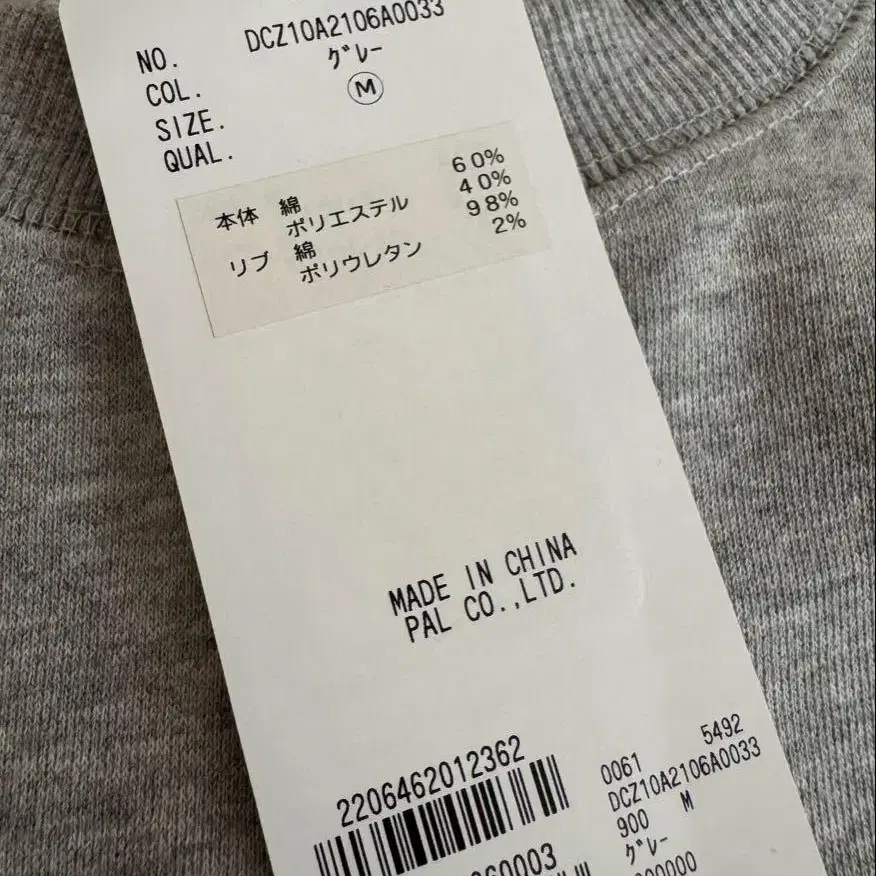 NO. DCZ10A2106A0033
COL. グレー
SIZE. M
QUAL.
本体 綿 60%
ポリエステル 40%
リブ 綿 98%
ポリウレタン 2%
MADE IN CHINA
PAL CO.,LTD.
2206462012362
0061 5492
DCZ10A2106A0033
900 M
グレー